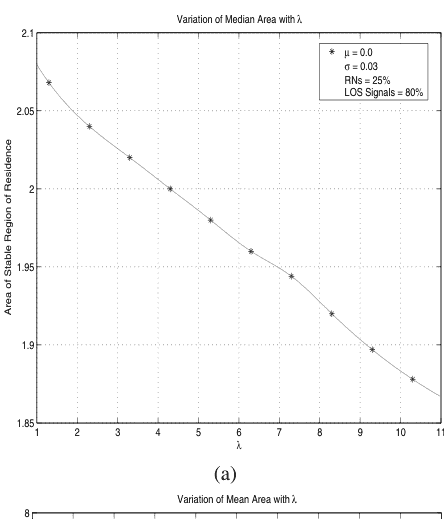 Variation of Median Area with λ
2.1
μ = 0.0
σ = 0.03
RNs = 25%
LOS Signals = 80%
2.05
2
1.95
1.9
1.85
Area of Stable Region of Residence
1 2 3 4 5 6 7 8 9 10 11
λ
(a)
Variation of Mean Area with λ
8